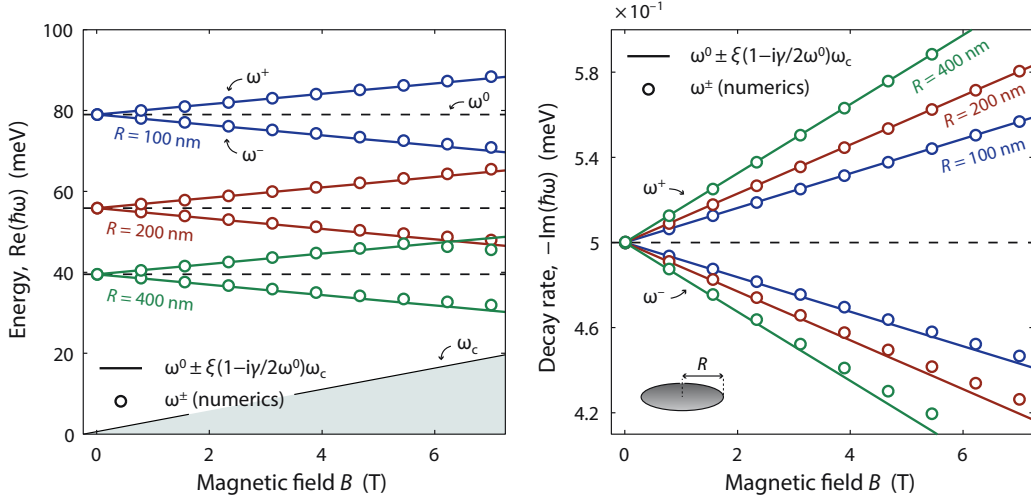 Energy, Re(ħω) (meV)
100
80
60
40
20
0
ω⁺
ω⁰
ω⁻
R = 100 nm
R = 200 nm
R = 400 nm
ω_c
ω⁰ ± ξ(1−iγ/2ω⁰)ω_c
ω^± (numerics)
0
2
4
6
Magnetic field B (T)
×10⁻¹
Decay rate, −Im(ħω) (meV)
5.8
5.4
5
4.6
4.2
ω⁰ ± ξ(1−iγ/2ω⁰)ω_c
ω^± (numerics)
R = 400 nm
R = 200 nm
R = 100 nm
ω⁺
ω⁻
R
0
2
4
6
Magnetic field B (T)